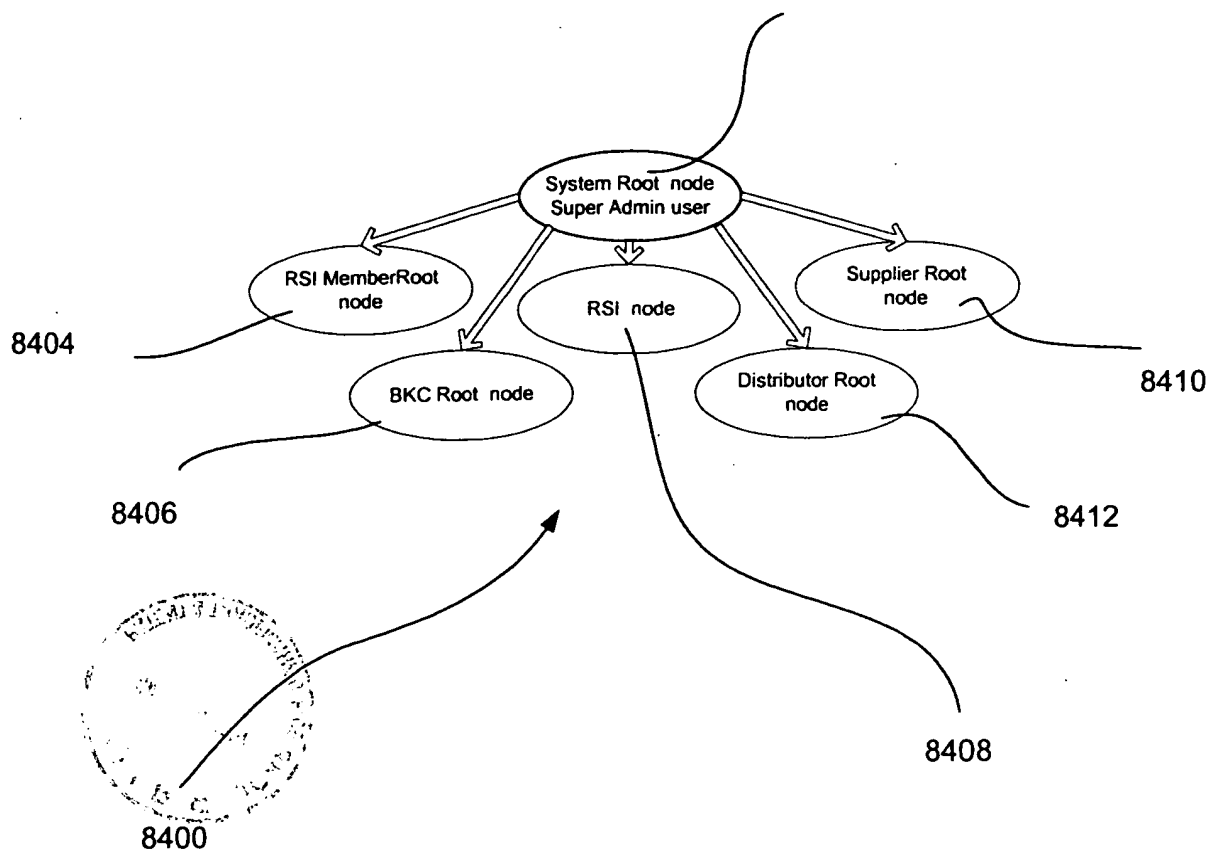 System Root node
Super Admin user
RSI MemberRoot
node
Supplier Root
node
RSI node
8404
8410
BKC Root node
Distributor Root
node
8406
8412
8408
8400